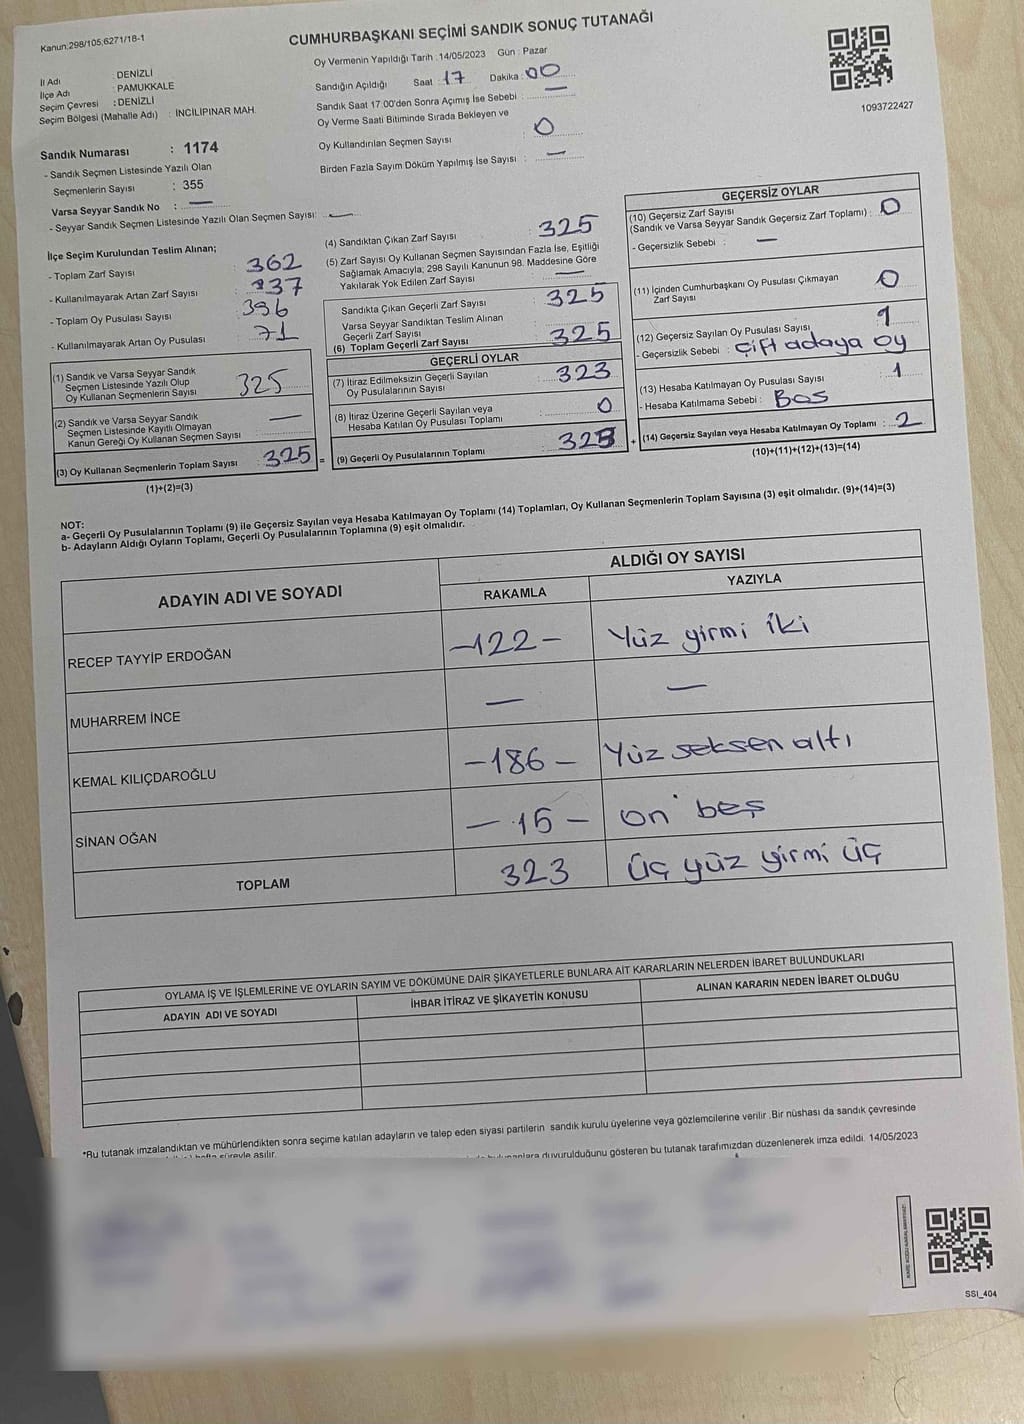 Kanun:298/105;6271/18-1
CUMHURBAŞKANI SEÇİMİ SANDIK SONUÇ TUTANAĞI
Oy Vermenin Yapıldığı Tarih : 14/05/2023 Gün : Pazar
1093722427
İl Adı : DENİZLİ
İlçe Adı : PAMUKKALE
Seçim Çevresi : DENİZLİ
Seçim Bölgesi (Mahalle Adı) : İNCİLİPINAR MAH.
Sandığın Açıldığı Saat : 17 Dakika : 00
Sandık Saat 17.00'den Sonra Açımış İse Sebebi : —
Oy Verme Saati Bitiminde Sırada Bekleyen ve
Oy Kullandırılan Seçmen Sayısı : 0
Birden Fazla Sayım Döküm Yapılmış İse Sayısı : —
Sandık Numarası : 1174
- Sandık Seçmen Listesinde Yazılı Olan
Seçmenlerin Sayısı : 355
Varsa Seyyar Sandık No : —
- Seyyar Sandık Seçmen Listesinde Yazılı Olan Seçmen Sayısı: —
İlçe Seçim Kurulundan Teslim Alınan;
- Toplam Zarf Sayısı : 362
- Kullanılmayarak Artan Zarf Sayısı : 37
- Toplam Oy Pusulası Sayısı : 396
- Kullanılmayarak Artan Oy Pusulası : 71
(1) Sandık ve Varsa Seyyar Sandık
Seçmen Listesinde Yazılı Olup
Oy Kullanan Seçmenlerin Sayısı : 325
(2) Sandık ve Varsa Seyyar Sandık
Seçmen Listesinde Kayıtlı Olmayan
Kanun Gereği Oy Kullanan Seçmen Sayısı : —
(3) Oy Kullanan Seçmenlerin Toplam Sayısı : 325 =
(1)+(2)=(3)
(4) Sandıktan Çıkan Zarf Sayısı : 325
(5) Zarf Sayısı Oy Kullanan Seçmen Sayısından Fazla İse, Eşitliği
Sağlamak Amacıyla, 298 Sayılı Kanunun 98. Maddesine Göre
Yakılarak Yok Edilen Zarf Sayısı : —
Sandıkta Çıkan Geçerli Zarf Sayısı : 325
Varsa Seyyar Sandıktan Teslim Alınan
Geçerli Zarf Sayısı
(6) Toplam Geçerli Zarf Sayısı : 325
GEÇERLİ OYLAR
(7) İtiraz Edilmeksizin Geçerli Sayılan
Oy Pusulalarının Sayısı : 323
(8) İtiraz Üzerine Geçerli Sayılan veya
Hesaba Katılan Oy Pusulası Toplamı : 0
(9) Geçerli Oy Pusulalarının Toplamı : 323 +
GEÇERSİZ OYLAR
(10) Geçersiz Zarf Sayısı
(Sandık ve Varsa Seyyar Sandık Geçersiz Zarf Toplamı) : 0
- Geçersizlik Sebebi : —
(11) İçinden Cumhurbaşkanı Oy Pusulası Çıkmayan
Zarf Sayısı : 0
(12) Geçersiz Sayılan Oy Pusulası Sayısı : 1
- Geçersizlik Sebebi : Çift adaya oy
(13) Hesaba Katılmayan Oy Pusulası Sayısı : 1
- Hesaba Katılmama Sebebi : Boş
(14) Geçersiz Sayılan veya Hesaba Katılmayan Oy Toplamı : 2
(10)+(11)+(12)+(13)=(14)
NOT:
a- Geçerli Oy Pusulalarının Toplamı (9) ile Geçersiz Sayılan veya Hesaba Katılmayan Oy Toplamı (14) Toplamları, Oy Kullanan Seçmenlerin Toplam Sayısına (3) eşit olmalıdır. (9)+(14)=(3)
b- Adayların Aldığı Oyların Toplamı, Geçerli Oy Pusulalarının Toplamına (9) eşit olmalıdır.
ADAYIN ADI VE SOYADI
ALDIĞI OY SAYISI
RAKAMLA YAZIYLA
RECEP TAYYİP ERDOĞAN -122- Yüz yirmi iki
MUHARREM İNCE — —
KEMAL KILIÇDAROĞLU -186- Yüz seksen altı
SİNAN OĞAN -15- on beş
TOPLAM 323 üç yüz yirmi üç
OYLAMA İŞ VE İŞLEMLERİNE VE OYLARIN SAYIM VE DÖKÜMÜNE DAİR ŞİKAYETLERLE BUNLARA AİT KARARLARIN NELERDEN İBARET BULUNDUKLARI
ADAYIN ADI VE SOYADI İHBAR İTİRAZ VE ŞİKAYETİN KONUSU ALINAN KARARIN NEDEN İBARET OLDUĞU
*Bu tutanak imzalandıktan ve mühürlendikten sonra seçime katılan adayların ve talep eden siyasi partilerin sandık kurulu üyelerine veya gözlemcilerine verilir .Bir nüshası da sandık çevresinde
hafta süreyle asılır.
duyurulduğunu gösteren bu tutanak tarafımızdan düzenlenerek imza edildi. 14/05/2023
SSI_404